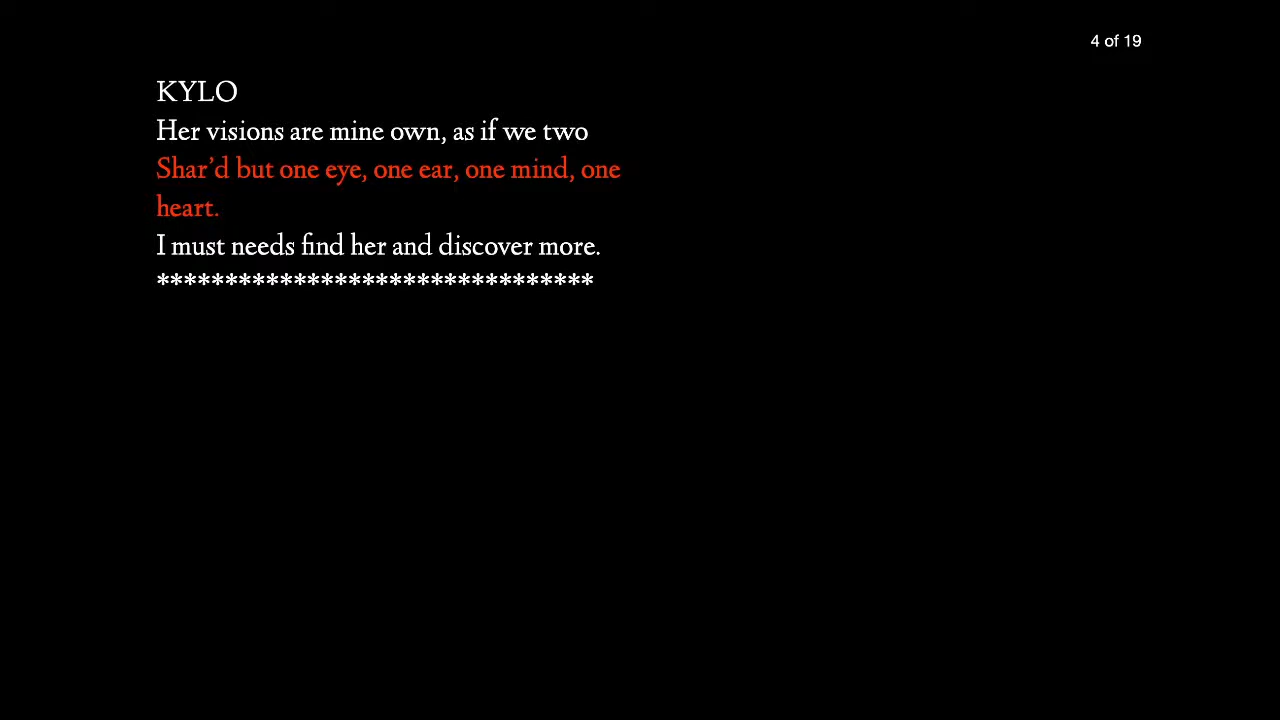 4 of 19
KYLO
Her visions are mine own, as if we two
Shar’d but one eye, one ear, one mind, one
heart.
I must needs find her and discover more.
********************************